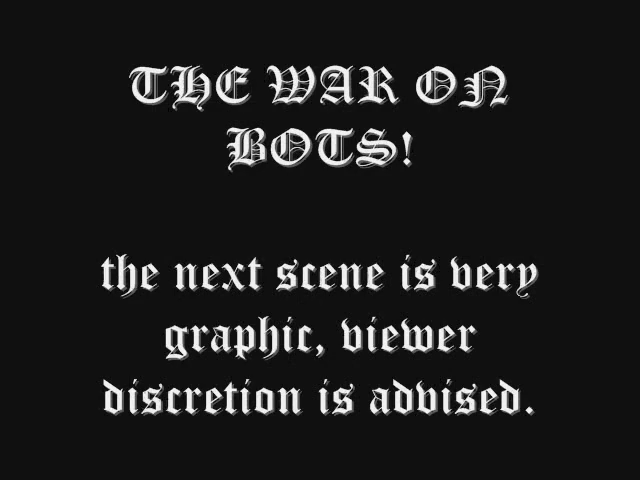 THE WAR ON
BOTS!
the next scene is very
graphic, viewer
discretion is advised.